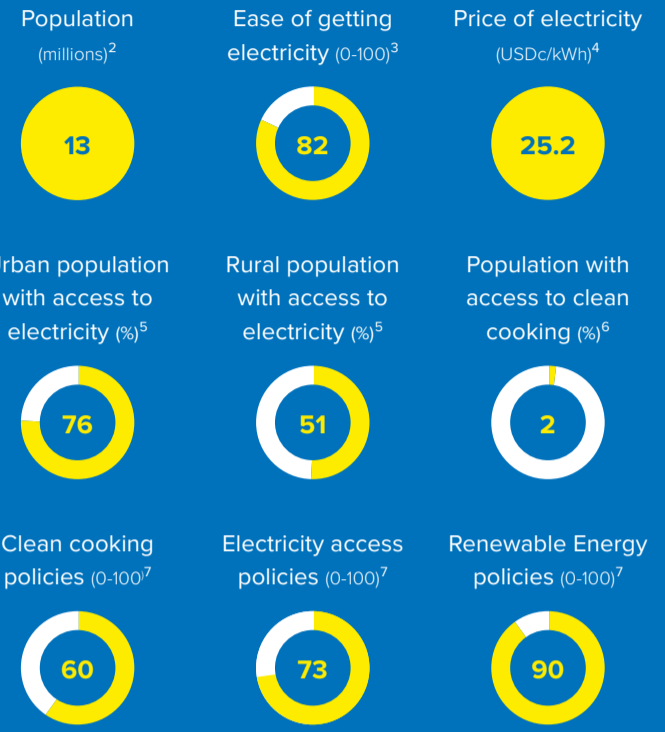 Population
(millions)²
13
Ease of getting
electricity (0-100)³
82
Price of electricity
(USDc/kWh)⁴
25.2
rban population
with access to
electricity (%)⁵
76
Rural population
with access to
electricity (%)⁵
51
Population with
access to clean
cooking (%)⁶
2
Clean cooking
policies (0-100)⁷
60
Electricity access
policies (0-100)⁷
73
Renewable Energy
policies (0-100)⁷
90